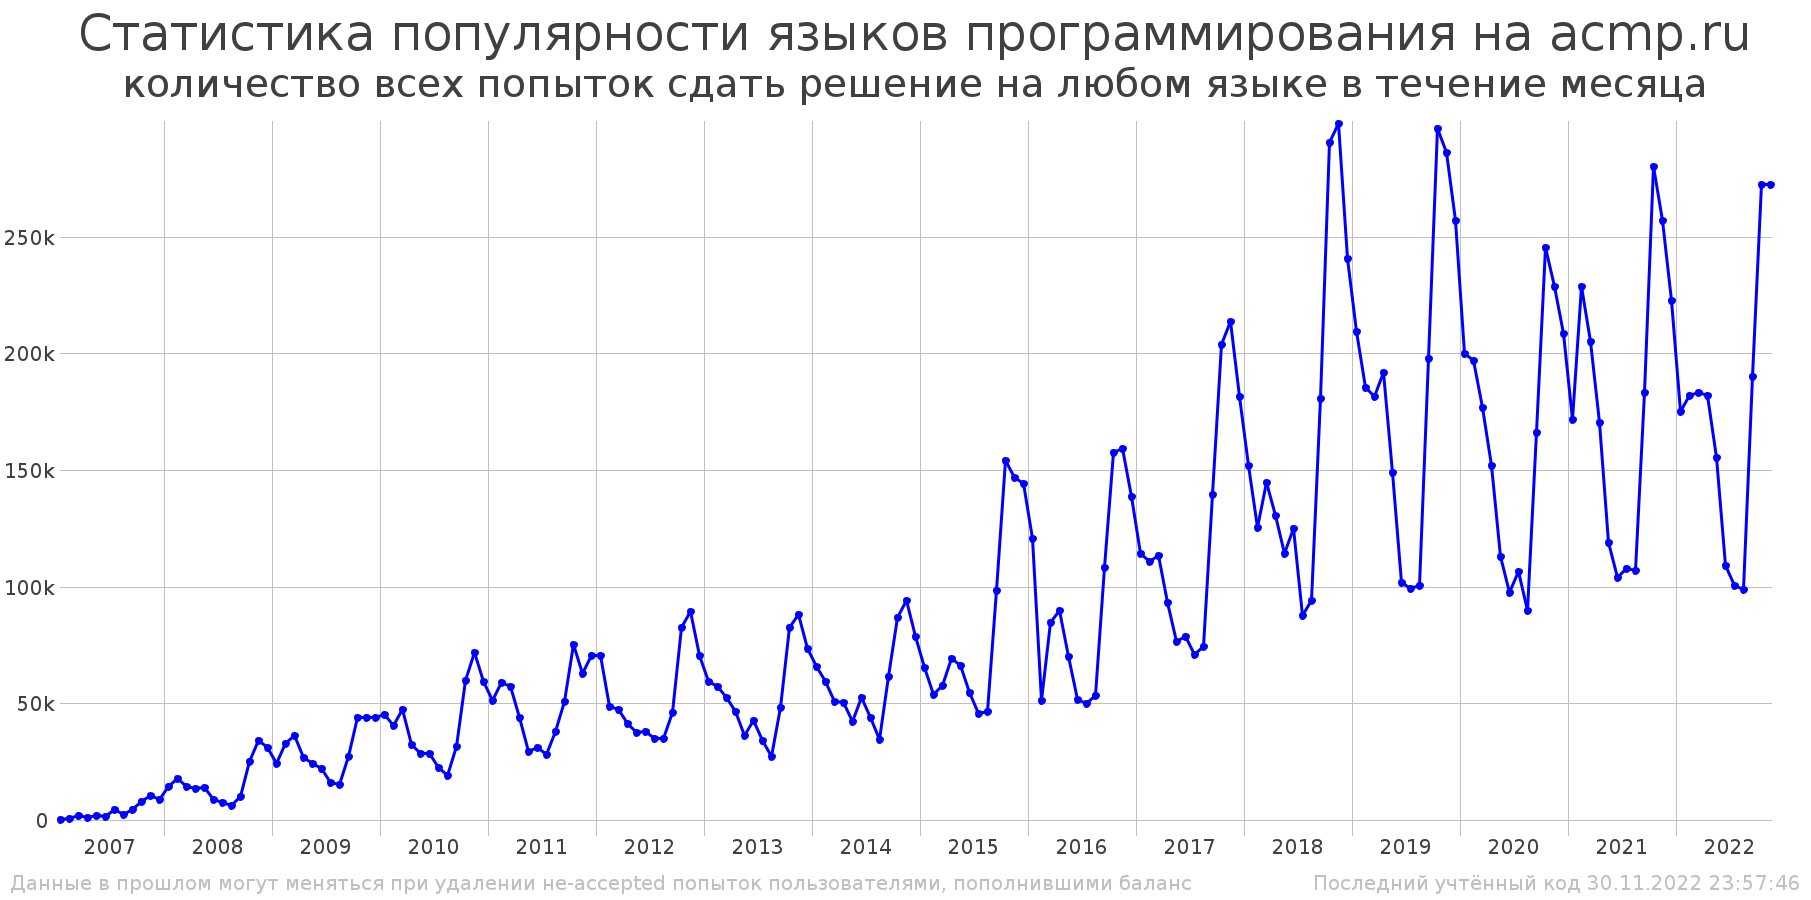 Статистика популярности языков программирования на acmp.ru
количество всех попыток сдать решение на любом языке в течение месяца
250k
200k
150k
100k
50k
0
2007 2008 2009 2010 2011 2012 2013 2014 2015 2016 2017 2018 2019 2020 2021 2022
Данные в прошлом могут меняться при удалении не-accepted попыток пользователями, пополнившими баланс
Последний учтённый код 30.11.2022 23:57:46